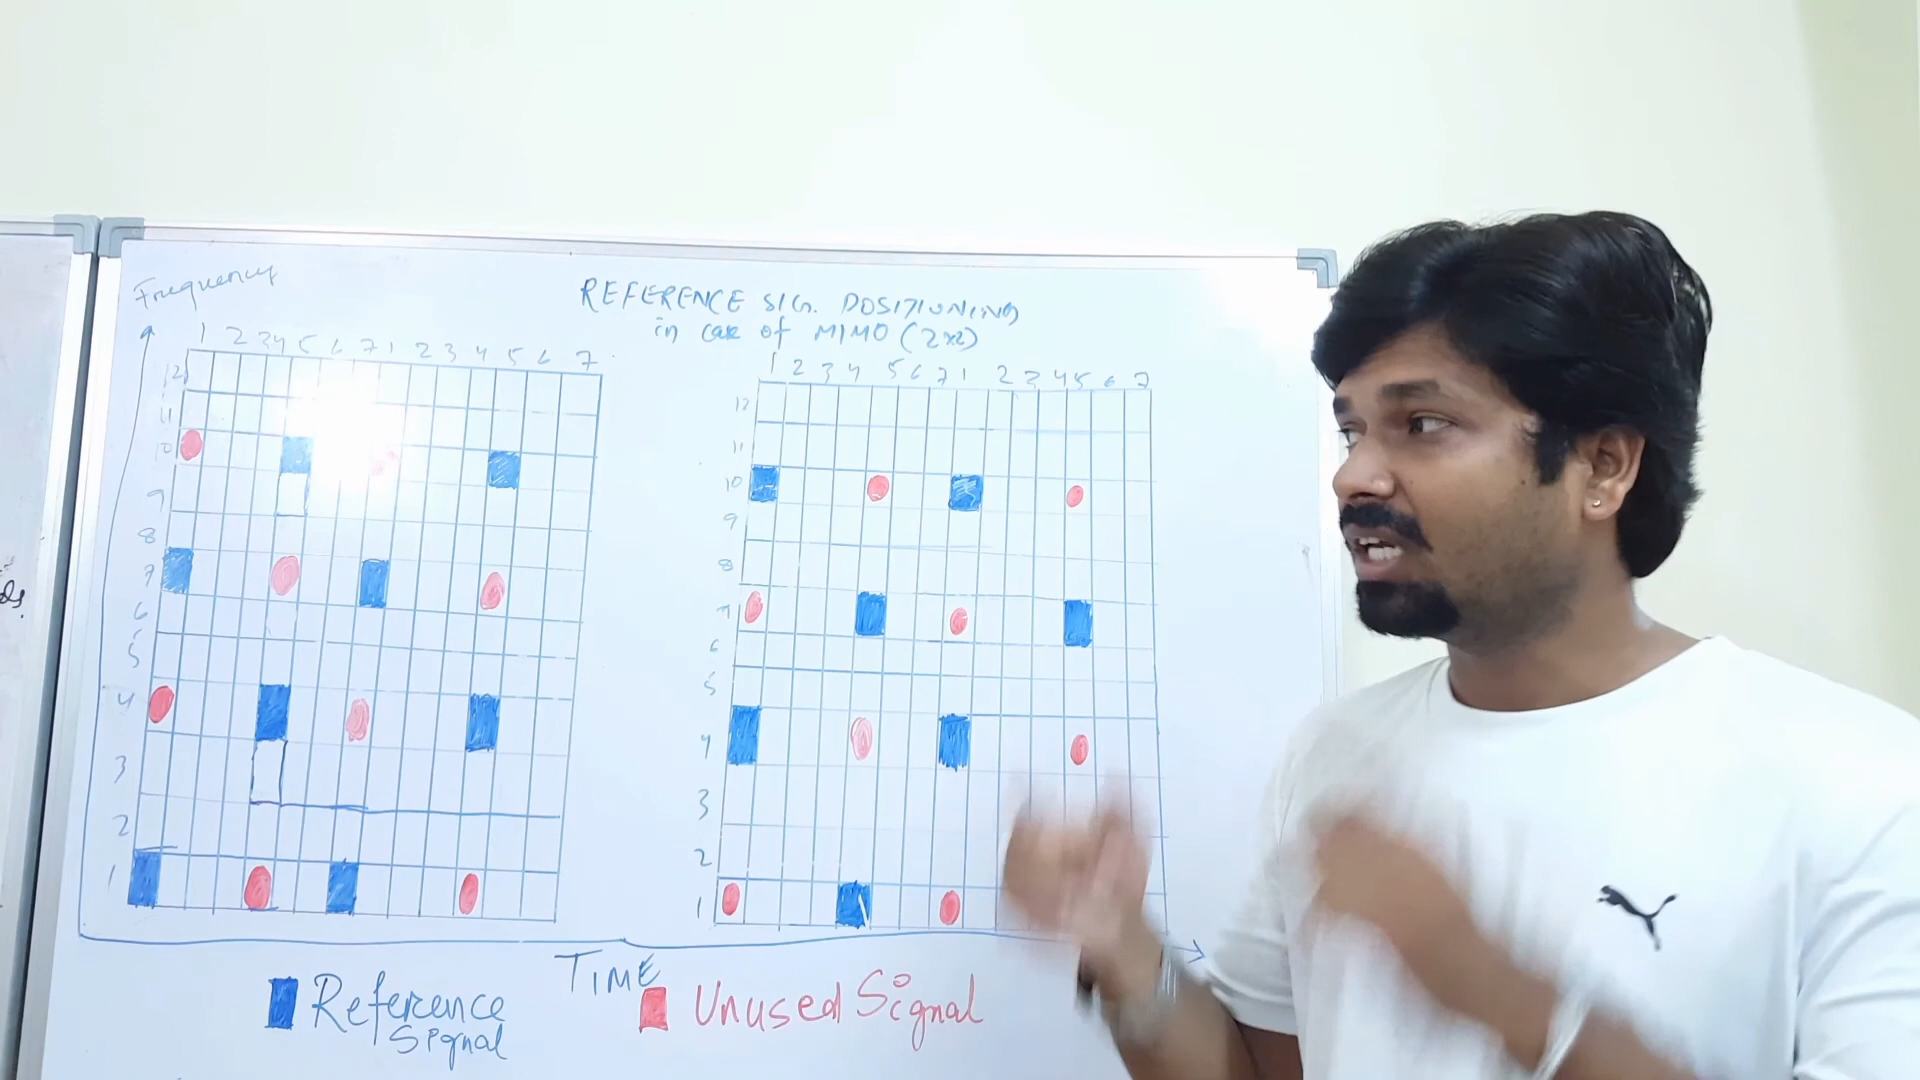 Frequency
REFERENCE SIG. POSITIONING
in case of MIMO (2x2)
1 2 3 4 5 6 7 1 2 3 4 5 6 7
12
11
10
9
8
7
6
5
4
3
2
1
1 2 3 4 5 6 7 1 2 3 4 5 6 7
12
11
10
9
8
7
6
5
4
3
2
1
TIME
Reference
Signal
Unused Signal